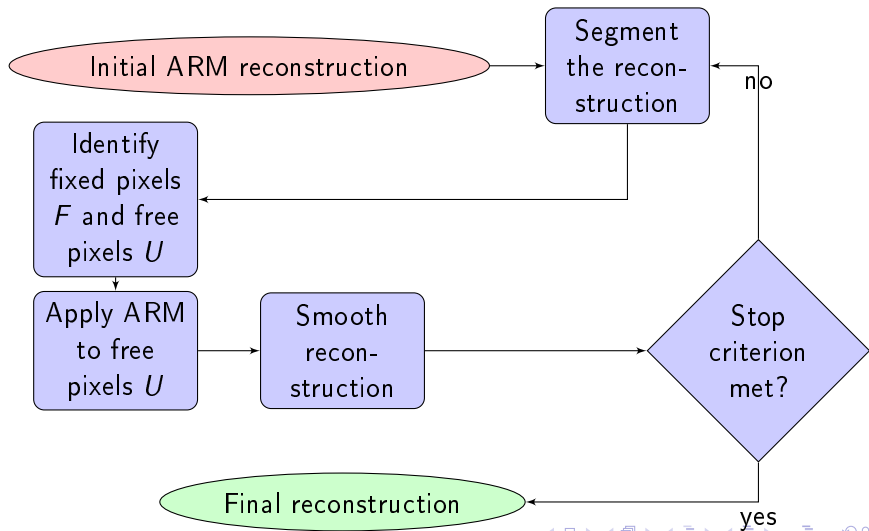 Initial ARM reconstruction
Segment
the recon-
struction
no
Identify
fixed pixels
F and free
pixels U
Apply ARM
to free
pixels U
Smooth
recon-
struction
Stop
criterion
met?
Final reconstruction
yes